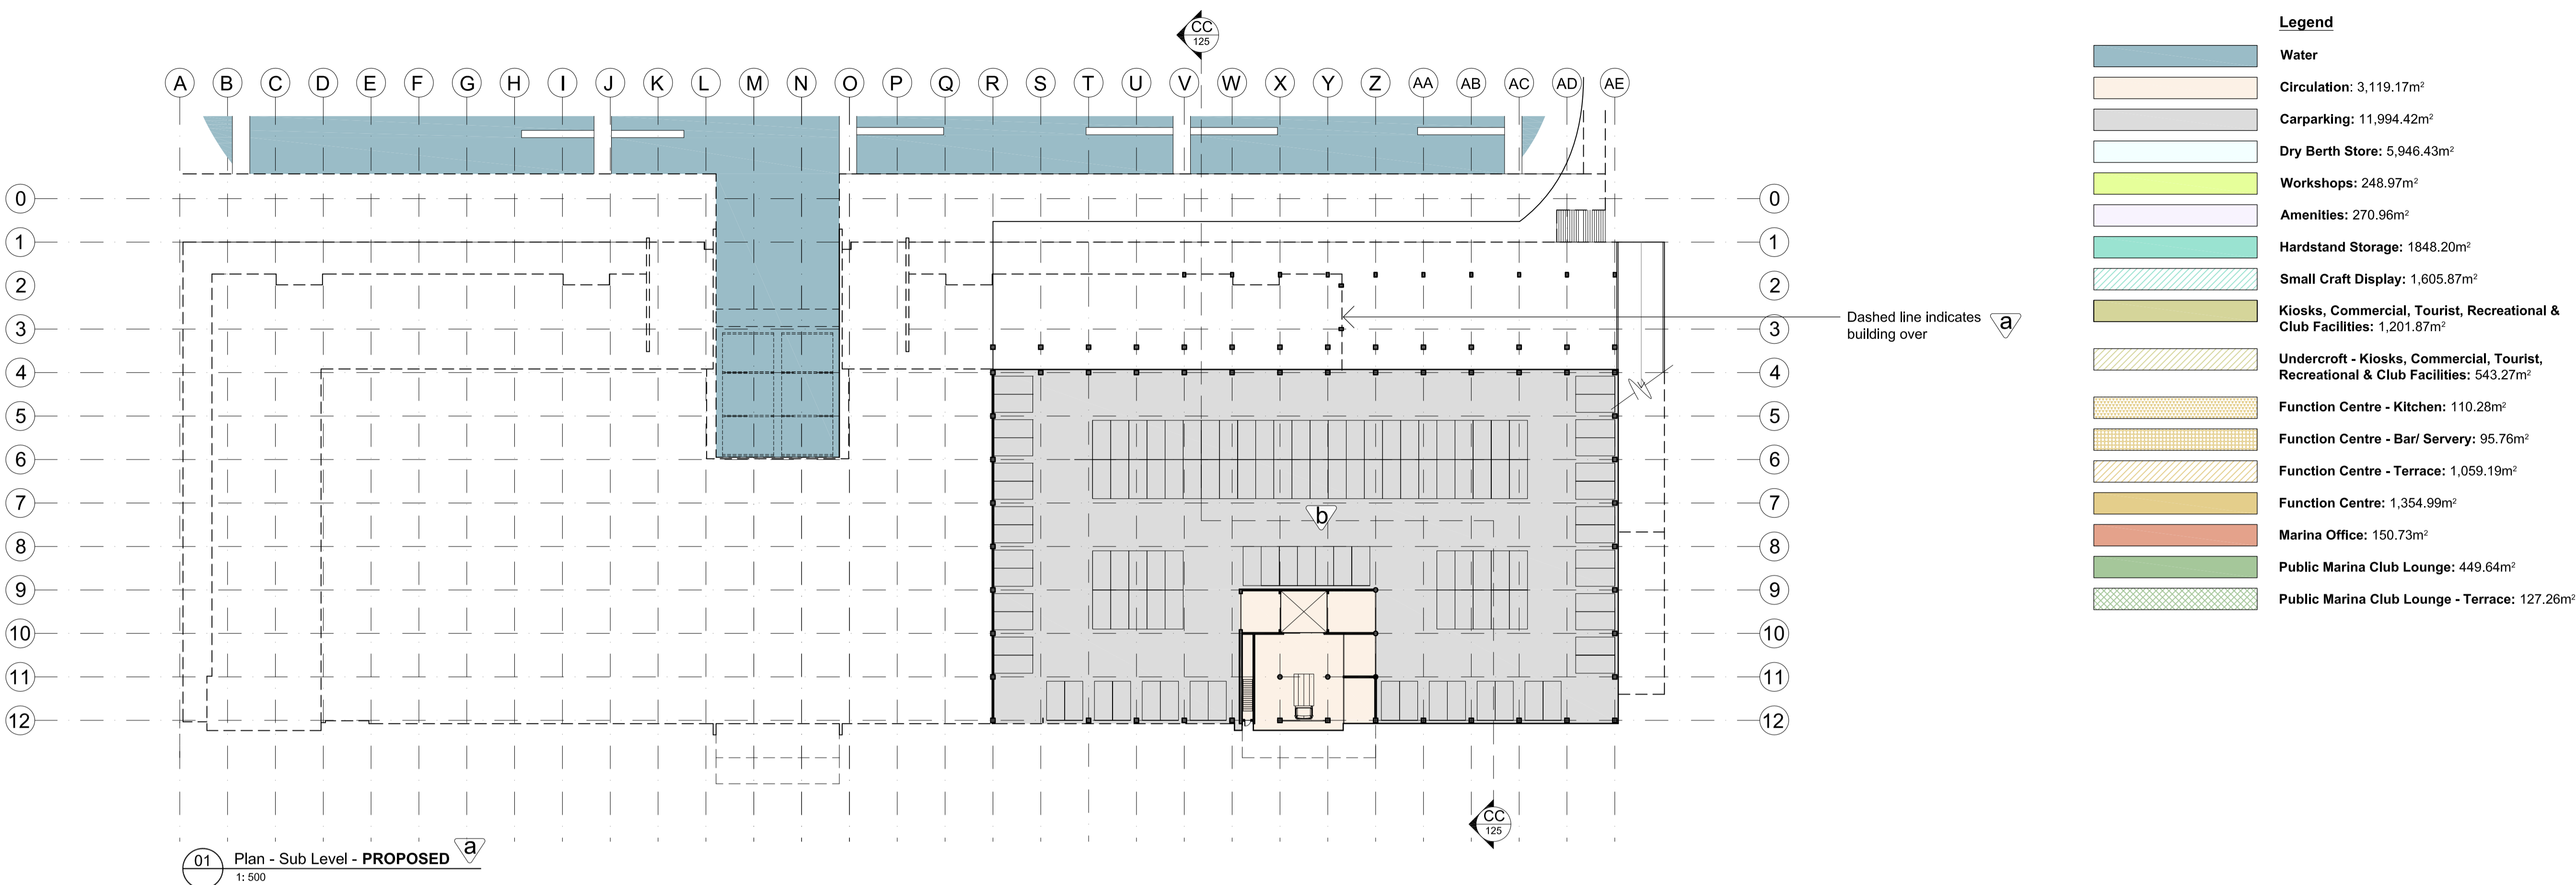 CC
125
A B C D E F G H I J K L M N O P Q R S T U V W X Y Z AA AB AC AD AE
0 0
1 1
2 2
3 3
4 4
5 5
6 6
7 7
8 8
9 9
10 10
11 11
12 12
Dashed line indicates
building over
a
b
CC
125
01 Plan - Sub Level - PROPOSED a
1: 500
Legend
Water
Circulation: 3,119.17m²
Carparking: 11,994.42m²
Dry Berth Store: 5,946.43m²
Workshops: 248.97m²
Amenities: 270.96m²
Hardstand Storage: 1848.20m²
Small Craft Display: 1,605.87m²
Kiosks, Commercial, Tourist, Recreational &
Club Facilities: 1,201.87m²
Undercroft - Kiosks, Commercial, Tourist,
Recreational & Club Facilities: 543.27m²
Function Centre - Kitchen: 110.28m²
Function Centre - Bar/ Servery: 95.76m²
Function Centre - Terrace: 1,059.19m²
Function Centre: 1,354.99m²
Marina Office: 150.73m²
Public Marina Club Lounge: 449.64m²
Public Marina Club Lounge - Terrace: 127.26m²